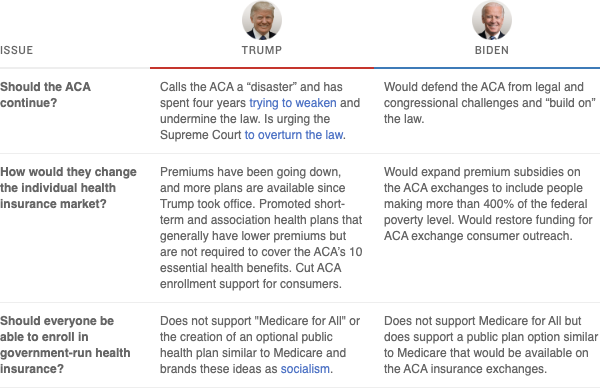 ISSUE TRUMP BIDEN
Should the ACA continue?
Calls the ACA a “disaster” and has
spent four years trying to weaken and
undermine the law. Is urging the
Supreme Court to overturn the law.
Would defend the ACA from legal and
congressional challenges and “build on”
the law.
How would they change
the individual health
insurance market?
Premiums have been going down,
and more plans are available since
Trump took office. Promoted short-
term and association health plans that
generally have lower premiums but
are not required to cover the ACA’s 10
essential health benefits. Cut ACA
enrollment support for consumers.
Would expand premium subsidies on
the ACA exchanges to include people
making more than 400% of the federal
poverty level. Would restore funding for
ACA exchange consumer outreach.
Should everyone be
able to enroll in
government-run health
insurance?
Does not support "Medicare for All" or
the creation of an optional public
health plan similar to Medicare and
brands these ideas as socialism.
Does not support Medicare for All but
does support a public plan option similar
to Medicare that would be available on
the ACA insurance exchanges.